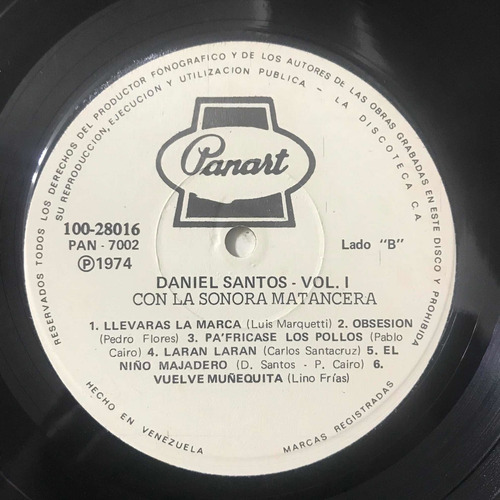 RESERVADOS TODOS LOS DERECHOS DEL PRODUCTOR FONOGRAFICO Y DE LOS AUTORES DE LAS OBRAS GRABADAS EN ESTE DISCO Y PROHIBIDA
SU REPRODUCCION, EJECUCION Y UTILIZACION PUBLICA - LA DISCOTECA C.A.
Panart
100-28016
PAN - 7002
Ⓟ1974
Lado "B"
DANIEL SANTOS - VOL. I
CON LA SONORA MATANCERA
1. LLEVARAS LA MARCA (Luis Marquetti) 2. OBSESION
(Pedro Flores) 3. PA'FRICASE LOS POLLOS (Pablo
Cairo) 4. LARAN LARAN (Carlos Santacruz) 5. EL
NIÑO MAJADERO (D. Santos - P. Cairo) 6.
VUELVE MUÑEQUITA (Lino Frías)
HECHO EN VENEZUELA
MARCAS REGISTRADAS